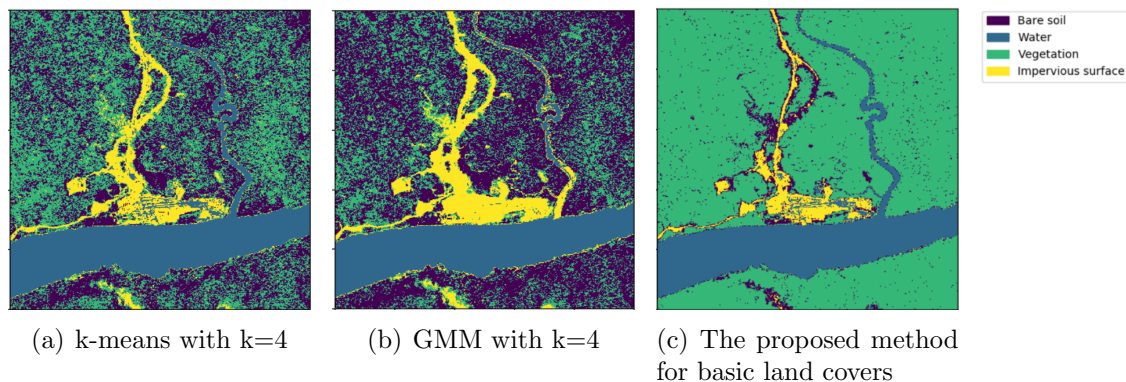 Bare soil
Water
Vegetation
Impervious surface
(a) k-means with k=4
(b) GMM with k=4
(c) The proposed method
for basic land covers